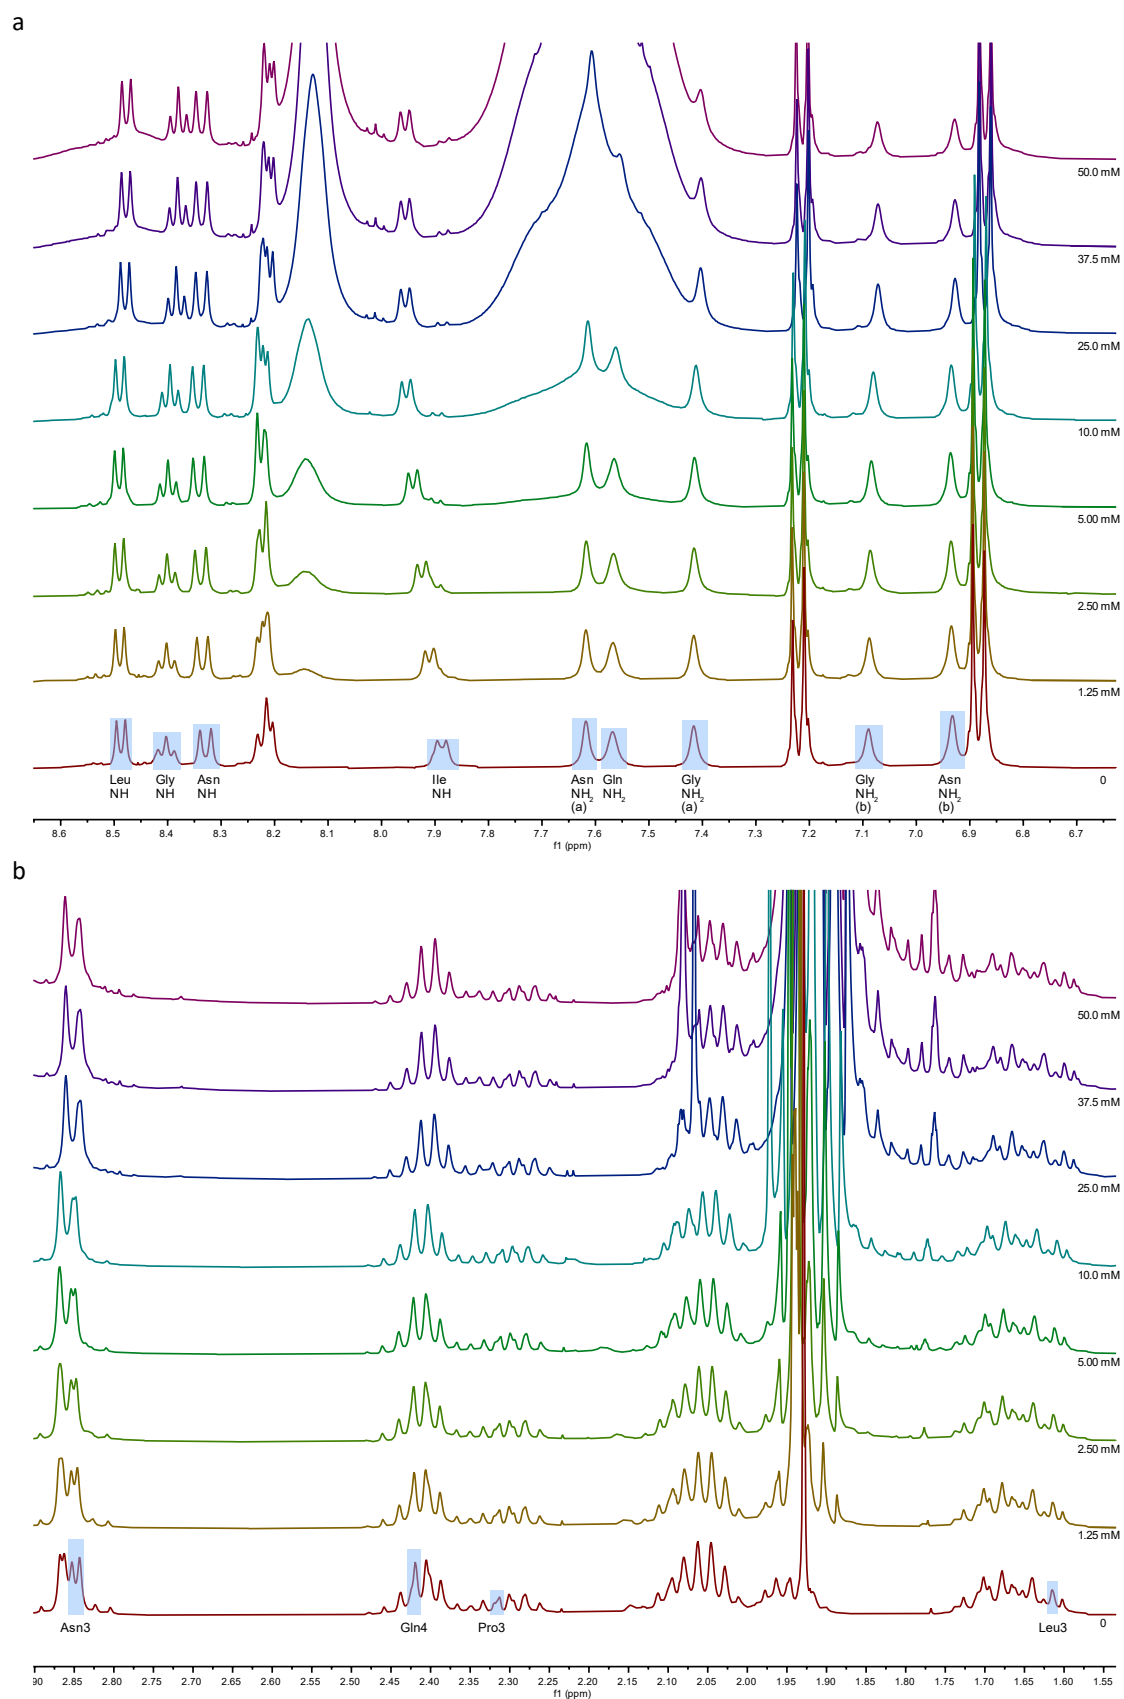 a
50.0 mM
37.5 mM
25.0 mM
10.0 mM
5.00 mM
2.50 mM
1.25 mM
0
Leu NH
Gly NH
Asn NH
Ile NH
Asn NH2 (a)
Gln NH2
Gly NH2 (a)
Gly NH2 (b)
Asn NH2 (b)
8.6 8.5 8.4 8.3 8.2 8.1 8.0 7.9 7.8 7.7 7.6 7.5 7.4 7.3 7.2 7.1 7.0 6.9 6.8 6.7
f1 (ppm)
b
50.0 mM
37.5 mM
25.0 mM
10.0 mM
5.00 mM
2.50 mM
1.25 mM
0
Asn3 Gln4 Pro3 Leu3
90 2.85 2.80 2.75 2.70 2.65 2.60 2.55 2.50 2.45 2.40 2.35 2.30 2.25 2.20 2.15 2.10 2.05 2.00 1.95 1.90 1.85 1.80 1.75 1.70 1.65 1.60 1.55
f1 (ppm)